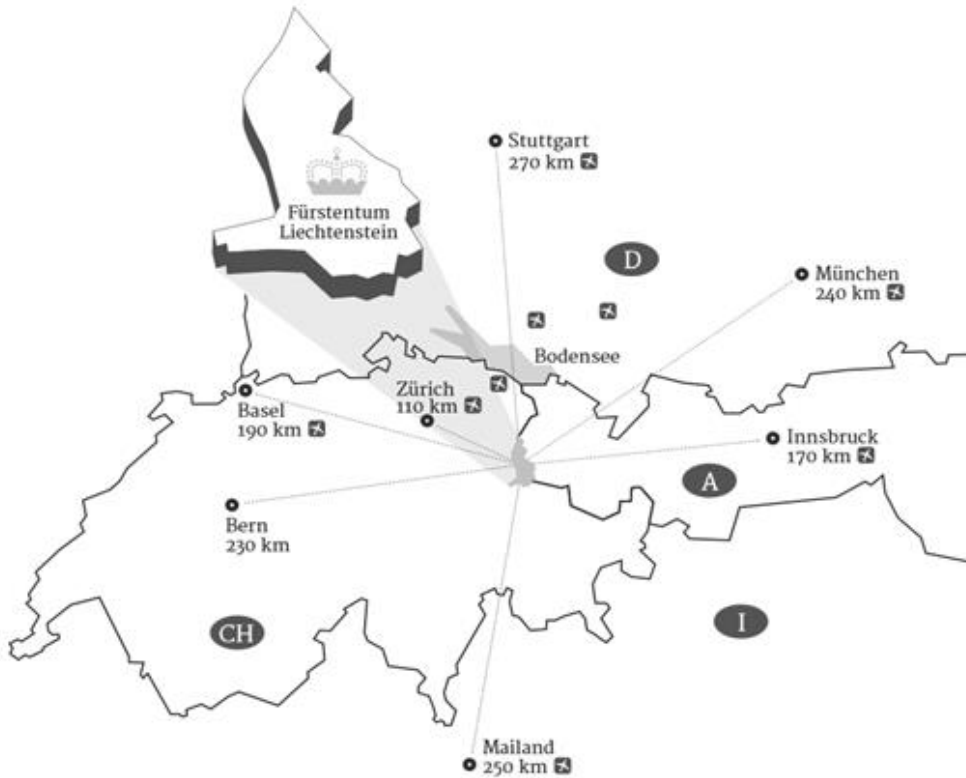 Stuttgart
270 km
Fürstentum
Liechtenstein
D
München
240 km
Bodensee
Zürich
110 km
Basel
190 km
Innsbruck
170 km
A
Bern
230 km
CH
I
Mailand
250 km